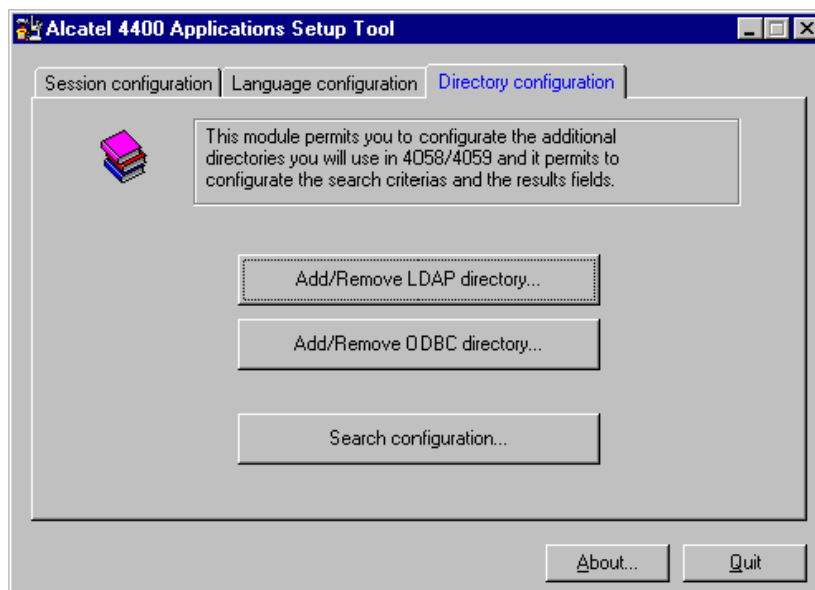 Alcatel 4400 Applications Setup Tool
Session configuration Language configuration Directory configuration
This module permits you to configurate the additional
directories you will use in 4058/4059 and it permits to
configurate the search criterias and the results fields.
Add/Remove LDAP directory...
Add/Remove ODBC directory...
Search configuration...
About... Quit